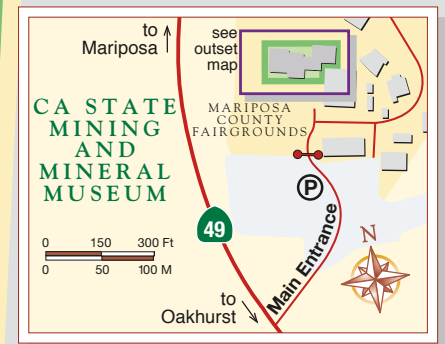 to
Mariposa
see
outset
map
CA STATE
MINING
AND
MINERAL
MUSEUM
MARIPOSA
COUNTY
FAIRGROUNDS
P
49
N
0 150 300 Ft
0 50 100 M
Main Entrance
to
Oakhurst